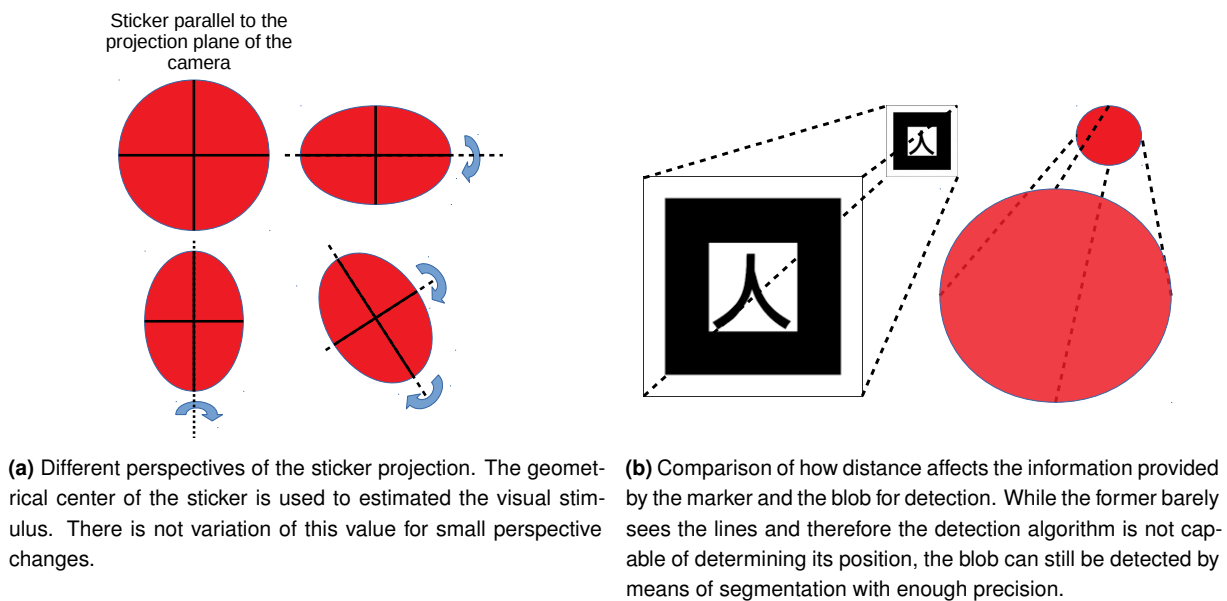 Sticker parallel to the
projection plane of the
camera
人
人
(a) Different perspectives of the sticker projection. The geomet-
rical center of the sticker is used to estimated the visual stim-
ulus. There is not variation of this value for small perspective
changes.
(b) Comparison of how distance affects the information provided
by the marker and the blob for detection. While the former barely
sees the lines and therefore the detection algorithm is not cap-
able of determining its position, the blob can still be detected by
means of segmentation with enough precision.